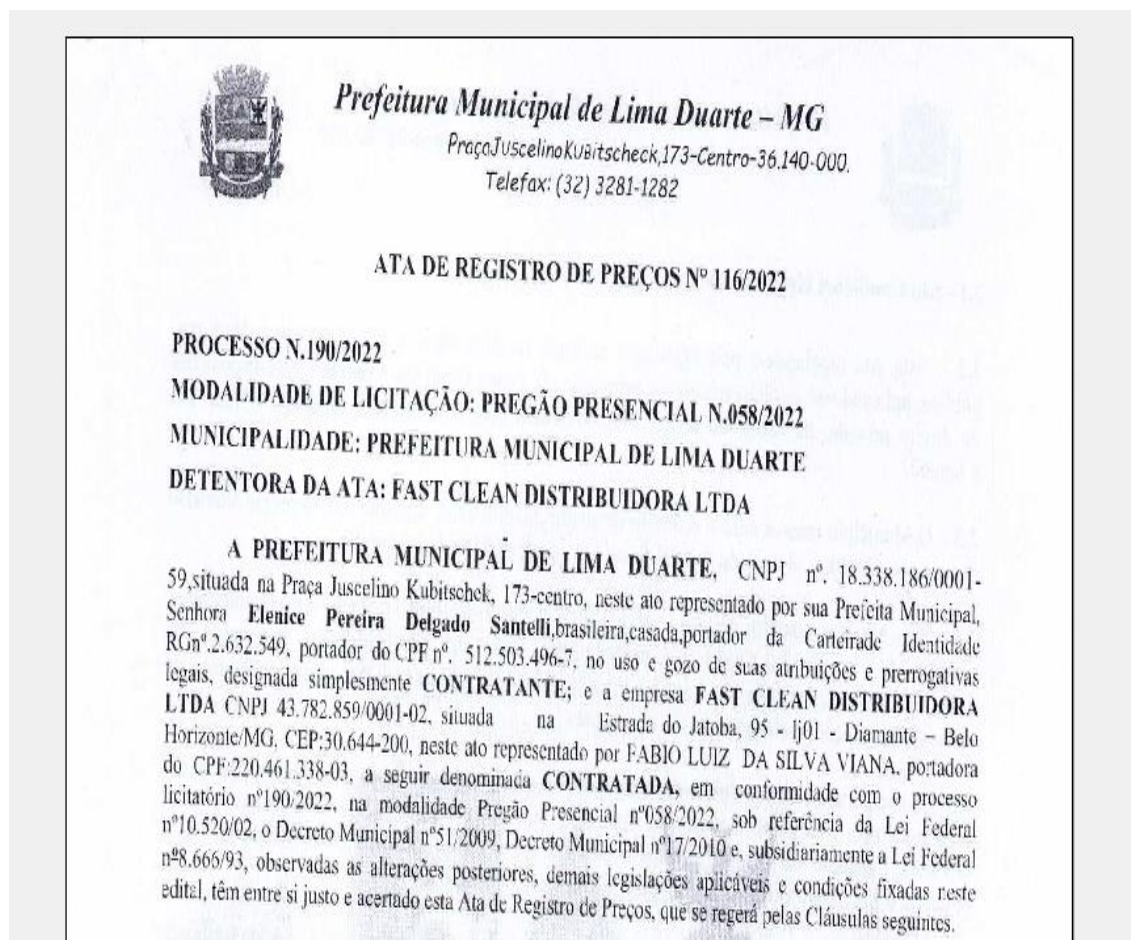 Prefeitura Municipal de Lima Duarte – MG
PraçaJuscelinoKuBitscheck,173-Centro-36.140-000.
Telefax: (32) 3281-1282
ATA DE REGISTRO DE PREÇOS Nº 116/2022
PROCESSO N.190/2022
MODALIDADE DE LICITAÇÃO: PREGÃO PRESENCIAL N.058/2022
MUNICIPALIDADE: PREFEITURA MUNICIPAL DE LIMA DUARTE
DETENTORA DA ATA: FAST CLEAN DISTRIBUIDORA LTDA
A PREFEITURA MUNICIPAL DE LIMA DUARTE, CNPJ nº. 18.338.186/0001-
59,situada na Praça Juscelino Kubitschek, 173-centro, neste ato representado por sua Prefeita Municipal,
Senhora Elenice Pereira Delgado Santelli,brasileira,casada,portador da Carteirade Identidade
RGnº.2.632.549, portador do CPF nº. 512.503.496-7, no uso e gozo de suas atribuições e prerrogativas
legais, designada simplesmente CONTRATANTE; e a empresa FAST CLEAN DISTRIBUIDORA
LTDA CNPJ 43.782.859/0001-02, situada na Estrada do Jatoba, 95 - lj01 - Diamante – Belo
Horizonte/MG, CEP:30.644-200, neste ato representado por FABIO LUIZ DA SILVA VIANA, portadora
do CPF:220.461.338-03, a seguir denominada CONTRATADA, em conformidade com o processo
licitatório nº190/2022, na modalidade Pregão Presencial nº058/2022, sob referência da Lei Federal
nº10.520/02, o Decreto Municipal nº51/2009, Decreto Municipal nº17/2010 e, subsidiariamente a Lei Federal
nº8.666/93, observadas as alterações posteriores, demais legislações aplicáveis e condições fixadas neste
edital, têm entre si justo e acertado esta Ata de Registro de Preços, que se regerá pelas Cláusulas seguintes.